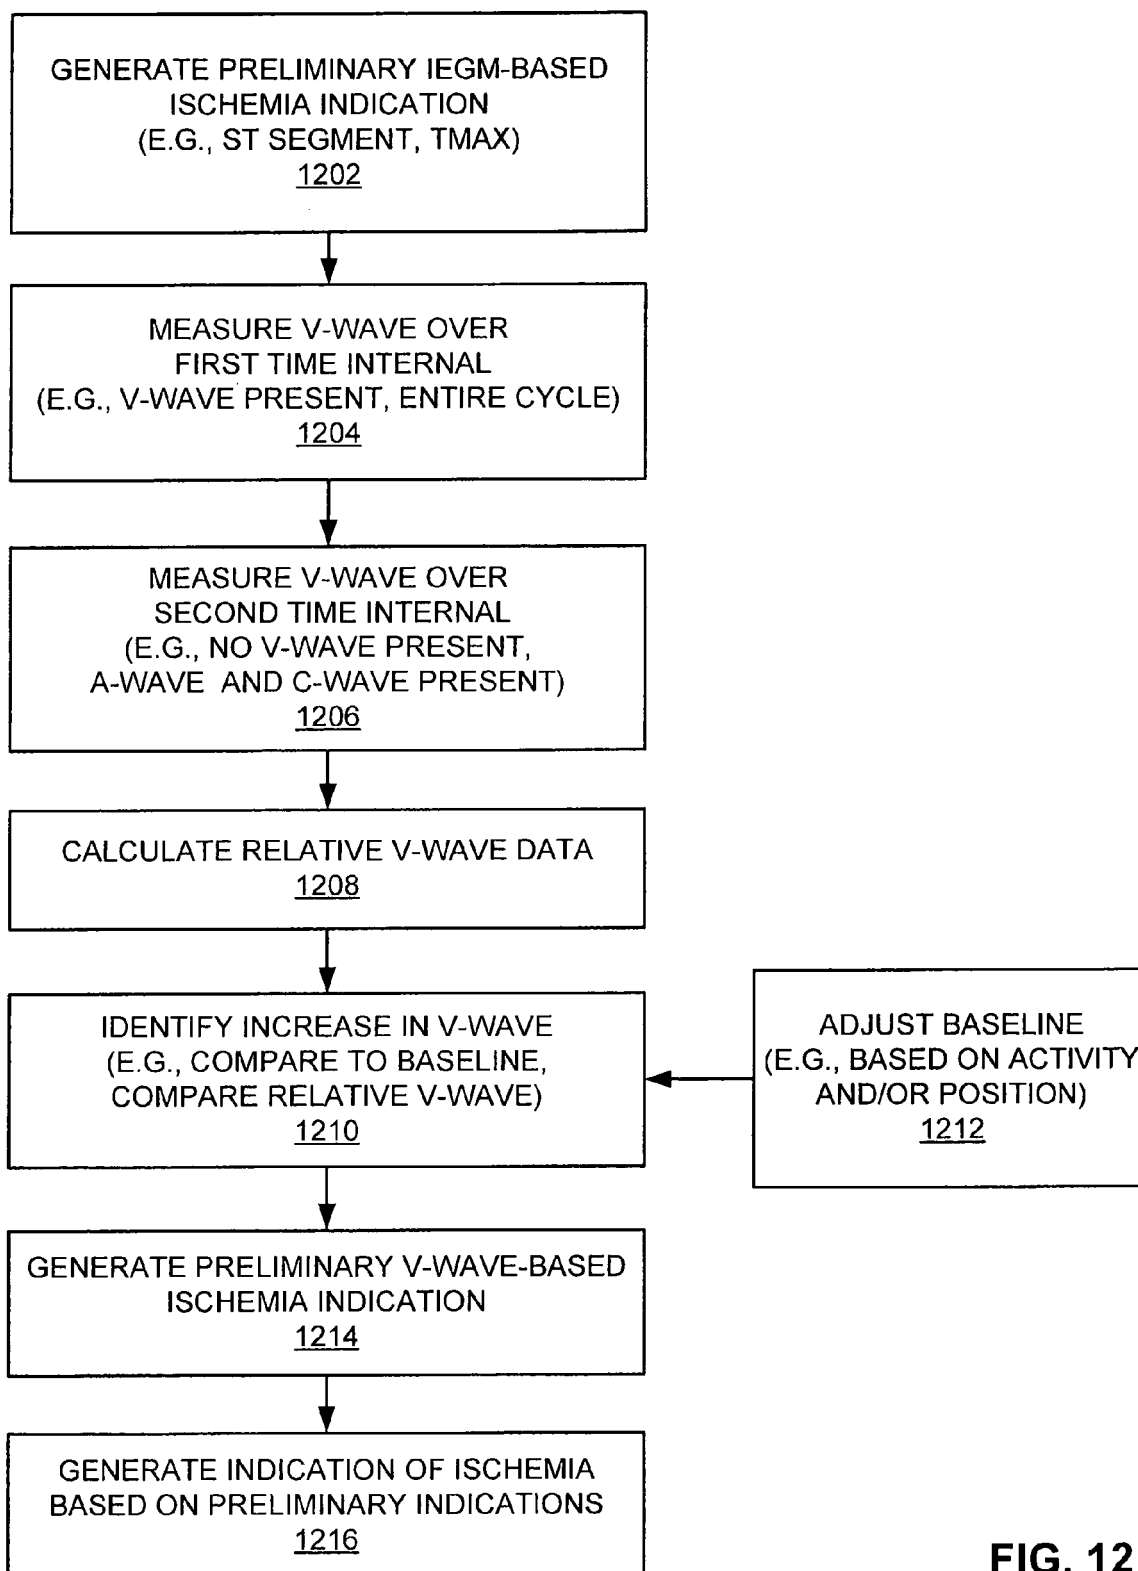 GENERATE PRELIMINARY IEGM-BASED
ISCHEMIA INDICATION
(E.G., ST SEGMENT, TMAX)
1202
MEASURE V-WAVE OVER
FIRST TIME INTERNAL
(E.G., V-WAVE PRESENT, ENTIRE CYCLE)
1204
MEASURE V-WAVE OVER
SECOND TIME INTERNAL
(E.G., NO V-WAVE PRESENT,
A-WAVE AND C-WAVE PRESENT)
1206
CALCULATE RELATIVE V-WAVE DATA
1208
IDENTIFY INCREASE IN V-WAVE
(E.G., COMPARE TO BASELINE,
COMPARE RELATIVE V-WAVE)
1210
ADJUST BASELINE
(E.G., BASED ON ACTIVITY
AND/OR POSITION)
1212
GENERATE PRELIMINARY V-WAVE-BASED
ISCHEMIA INDICATION
1214
GENERATE INDICATION OF ISCHEMIA
BASED ON PRELIMINARY INDICATIONS
1216
FIG. 12